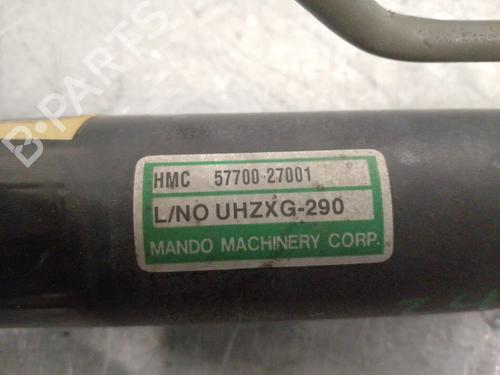 B-PARTS
HMC 57700-27001
L/NO UHZXG-290
MANDO MACHINERY CORP.